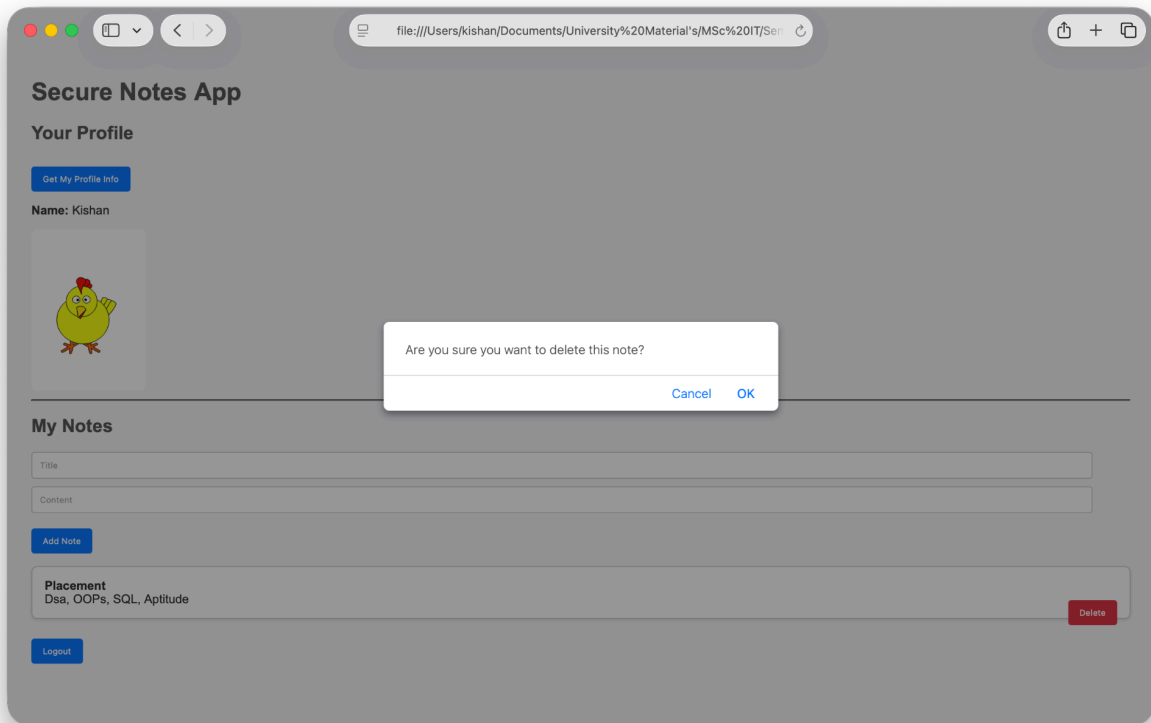 file:///Users/kishan/Documents/University%20Material's/MSc%20IT/Sen
Secure Notes App
Your Profile
Get My Profile Info
Name: Kishan
Are you sure you want to delete this note?
Cancel OK
My Notes
Title
Content
Add Note
Placement
Dsa, OOPs, SQL, Aptitude
Delete
Logout